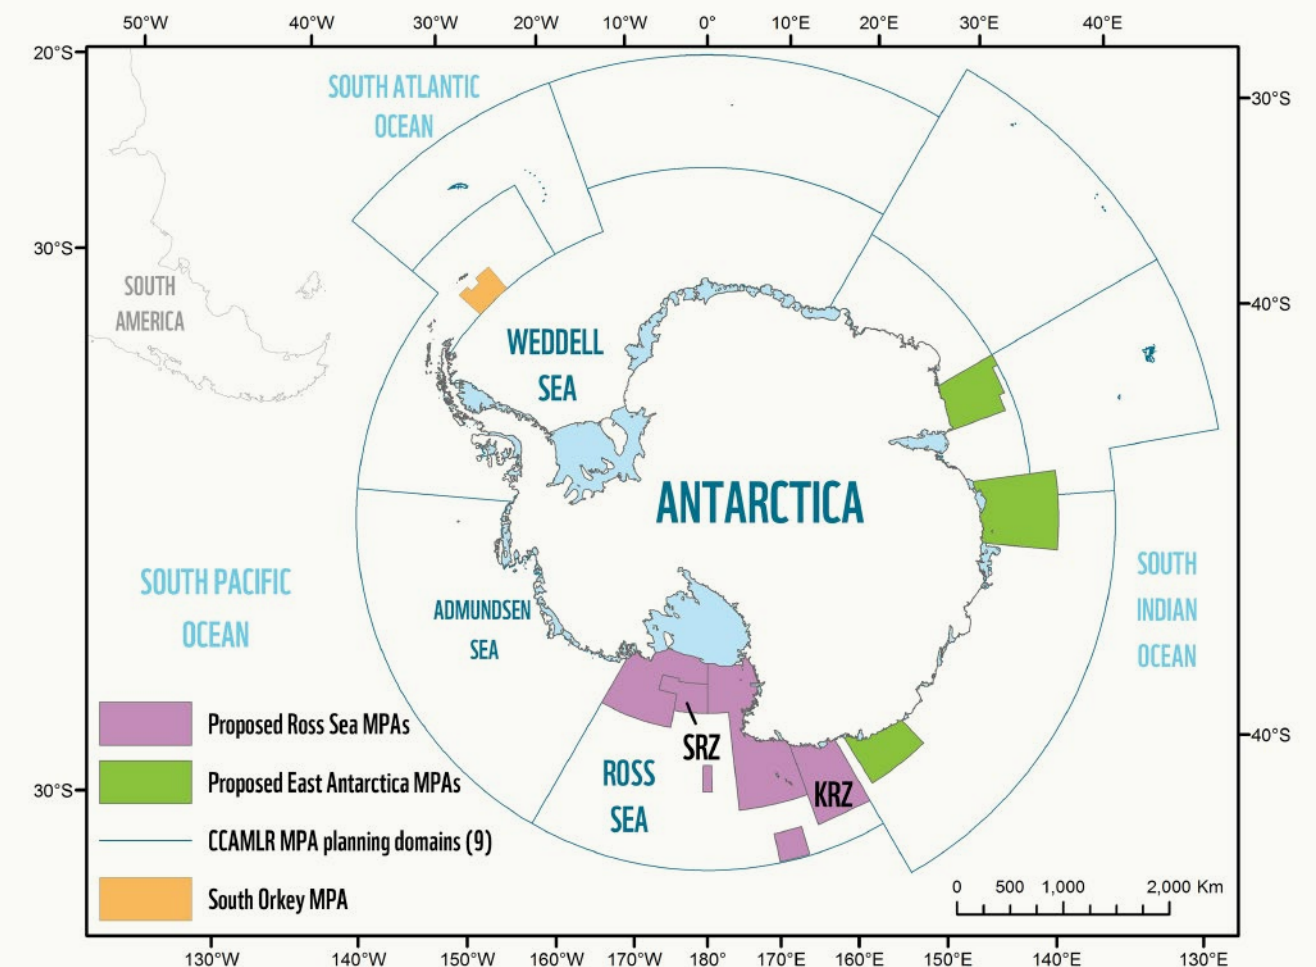 50°W 40°W 30°W 20°W 10°W 0° 10°E 20°E 30°E 40°E
20°S
30°S
SOUTH ATLANTIC
OCEAN
30°S
SOUTH
AMERICA
40°S
WEDDELL
SEA
ANTARCTICA
SOUTH PACIFIC
OCEAN
ADMUNDSEN
SEA
SOUTH
INDIAN
OCEAN
Proposed Ross Sea MPAs
SRZ
40°S
Proposed East Antarctica MPAs
ROSS
SEA
KRZ
30°S
CCAMLR MPA planning domains (9)
South Orkey MPA
0 500 1,000 2,000 Km
130°W 140°W 150°W 160°W 170°W 180° 170°E 160°E 150°E 140°E 130°E